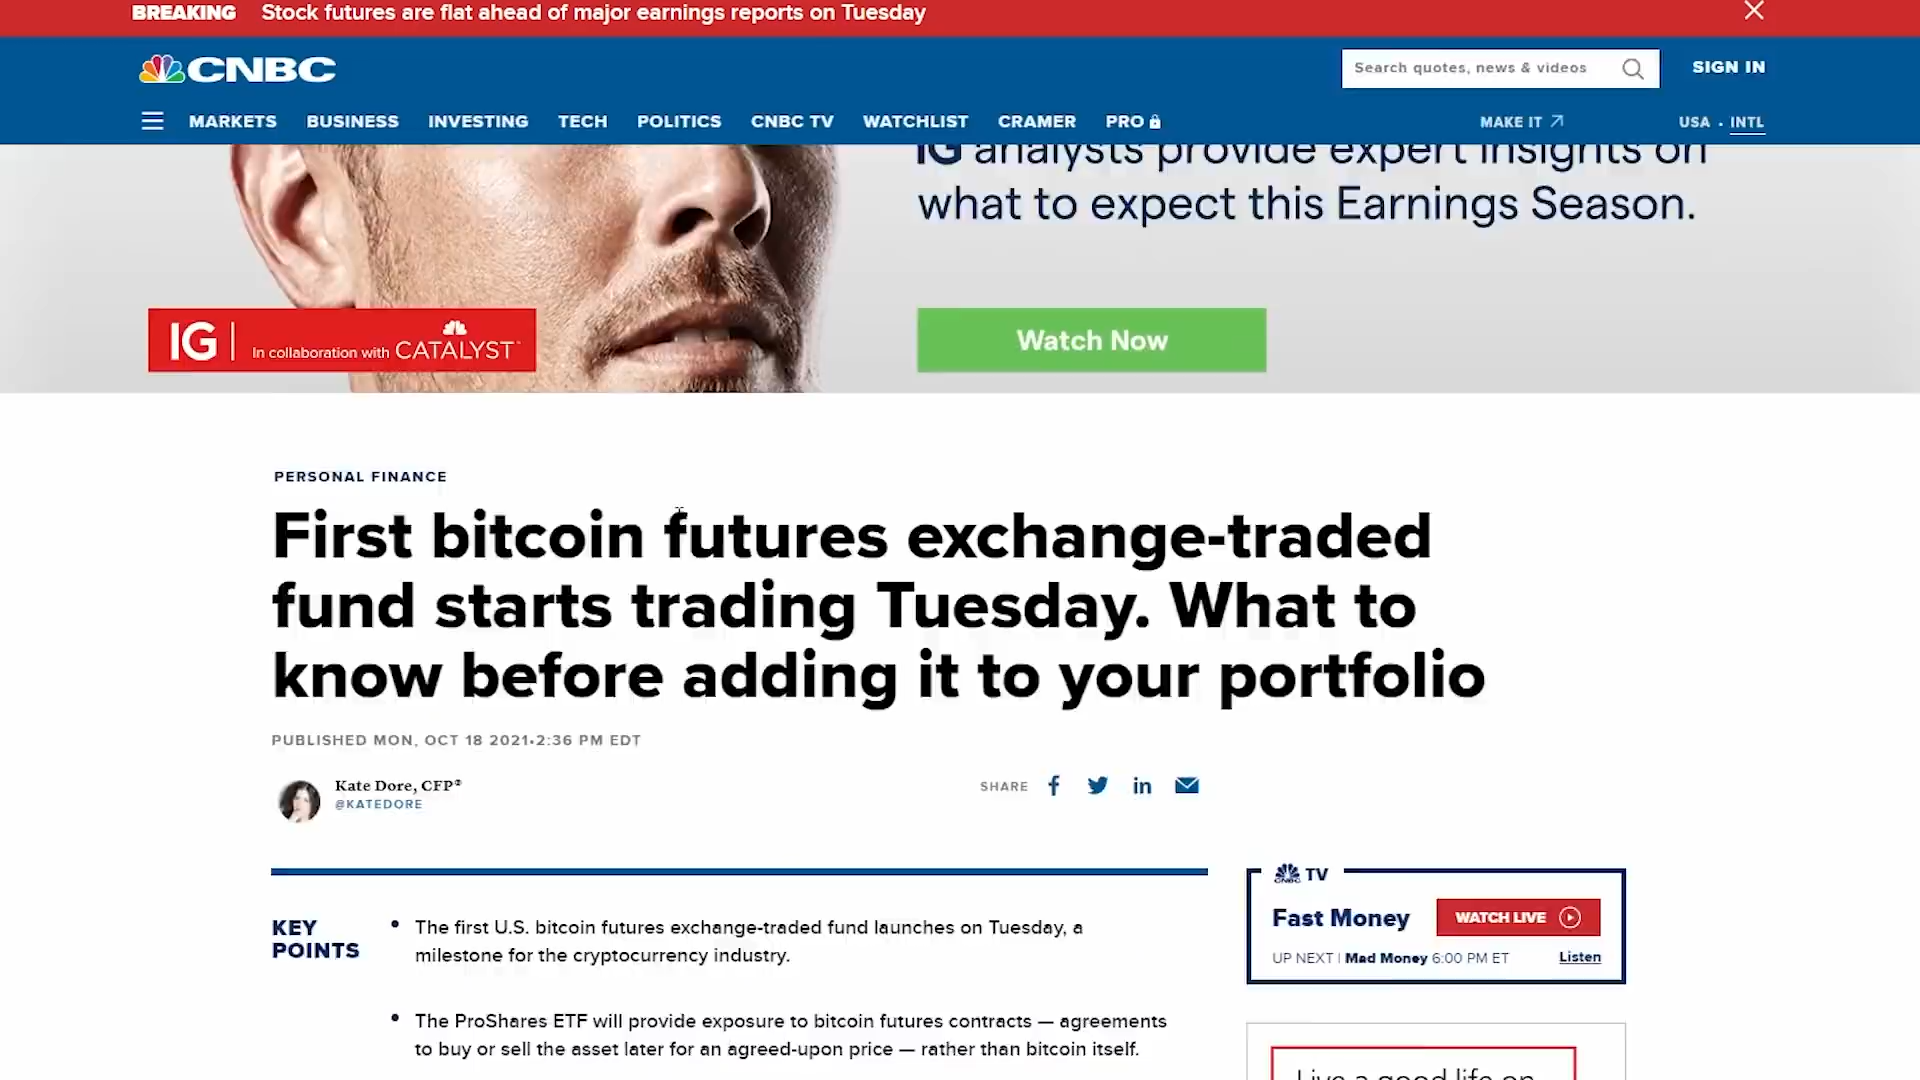 BREAKING Stock futures are flat ahead of major earnings reports on Tuesday
CNBC
Search quotes, news & videos
SIGN IN
MARKETS BUSINESS INVESTING TECH POLITICS CNBC TV WATCHLIST CRAMER PRO
MAKE IT
USA • INTL
IG analysts provide expert insights on
what to expect this Earnings Season.
IG | In collaboration with CATALYST
Watch Now
PERSONAL FINANCE
First bitcoin futures exchange-traded
fund starts trading Tuesday. What to
know before adding it to your portfolio
PUBLISHED MON, OCT 18 2021•2:36 PM EDT
Kate Dore, CFP®
@KATEDORE
SHARE
KEY
POINTS
• The first U.S. bitcoin futures exchange-traded fund launches on Tuesday, a
milestone for the cryptocurrency industry.
• The ProShares ETF will provide exposure to bitcoin futures contracts — agreements
to buy or sell the asset later for an agreed-upon price — rather than bitcoin itself.
CNBC TV
Fast Money
WATCH LIVE
UP NEXT | Mad Money 6:00 PM ET
Listen
Live a good life on